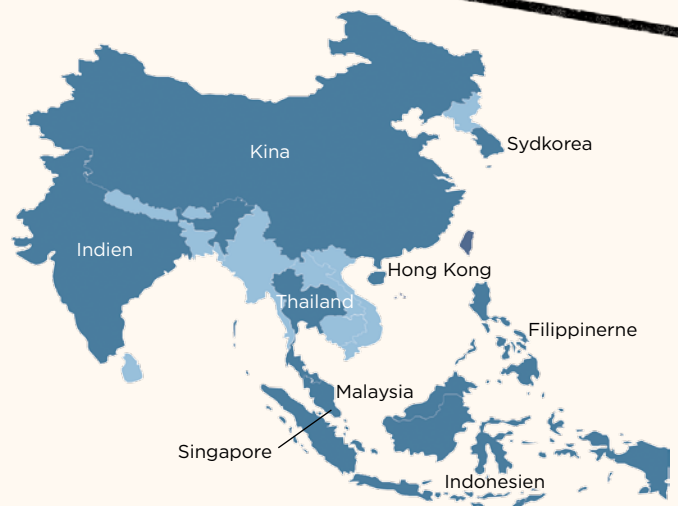 Sydkorea
Kina
Indien
Hong Kong
Thailand
Filippinerne
Malaysia
Singapore
Indonesien